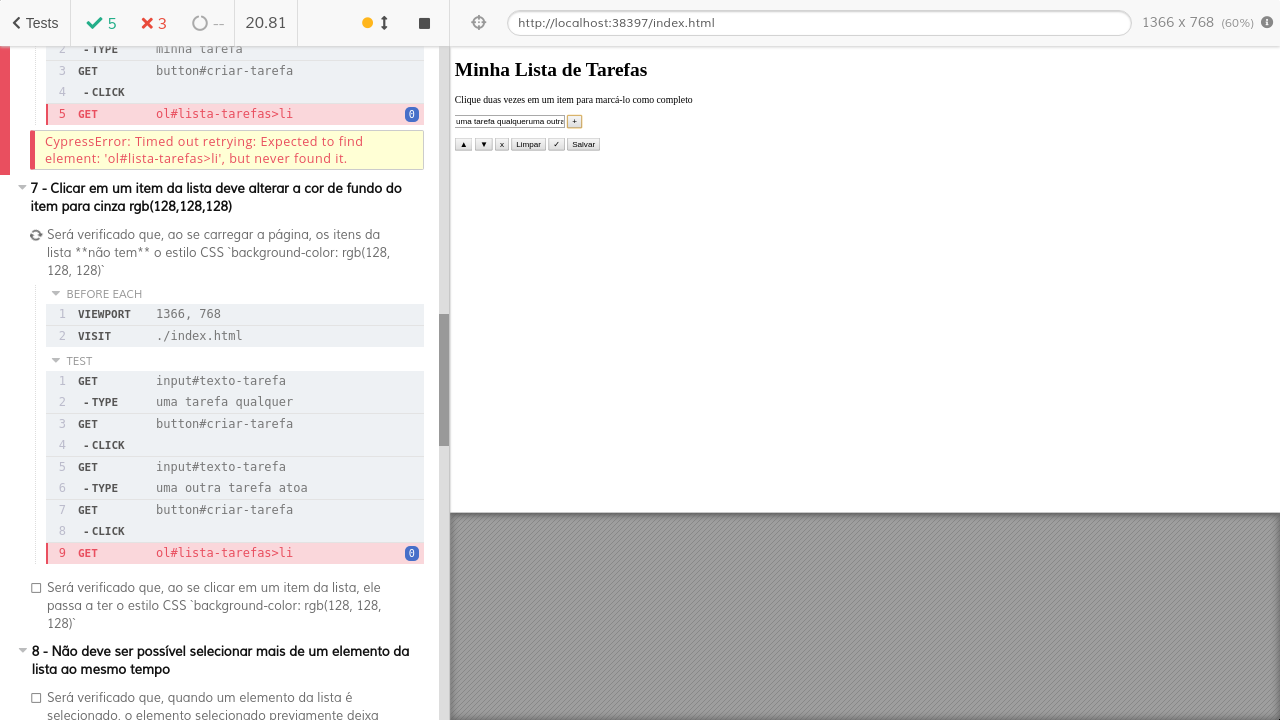 Tests 5 3 -- 20.81
2 - TYPE minha tarefa
3 GET button#criar-tarefa
4 - CLICK
5 GET ol#lista-tarefas>li 0
CypressError: Timed out retrying: Expected to find
element: 'ol#lista-tarefas>li', but never found it.
7 - Clicar em um item da lista deve alterar a cor de fundo do
item para cinza rgb(128,128,128)
Será verificado que, ao se carregar a página, os itens da
lista **não tem** o estilo CSS `background-color: rgb(128,
128, 128)`
BEFORE EACH
1 VIEWPORT 1366, 768
2 VISIT ./index.html
TEST
1 GET input#texto-tarefa
2 - TYPE uma tarefa qualquer
3 GET button#criar-tarefa
4 - CLICK
5 GET input#texto-tarefa
6 - TYPE uma outra tarefa atoa
7 GET button#criar-tarefa
8 - CLICK
9 GET ol#lista-tarefas>li 0
Será verificado que, ao se clicar em um item da lista, ele
passa a ter o estilo CSS `background-color: rgb(128, 128,
128)`
8 - Não deve ser possível selecionar mais de um elemento da
lista ao mesmo tempo
Será verificado que, quando um elemento da lista é
selecionado, o elemento selecionado previamente deixa
http://localhost:38397/index.html 1366 x 768 (60%)
Minha Lista de Tarefas
Clique duas vezes em um item para marcá-lo como completo
uma tarefa qualqueruma outra +
▲ ▼ x Limpar ✓ Salvar